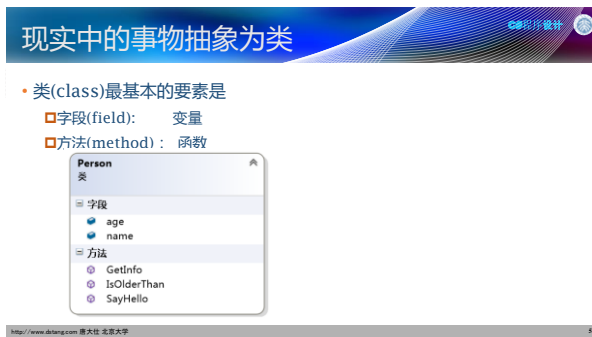 现实中的事物抽象为类
C#程序设计
• 类(class)最基本的要素是
字段(field): 变量
方法(method) : 函数
Person
类
字段
age
name
方法
GetInfo
IsOlderThan
SayHello
http://www.dstang.com 唐大仕 北京大学